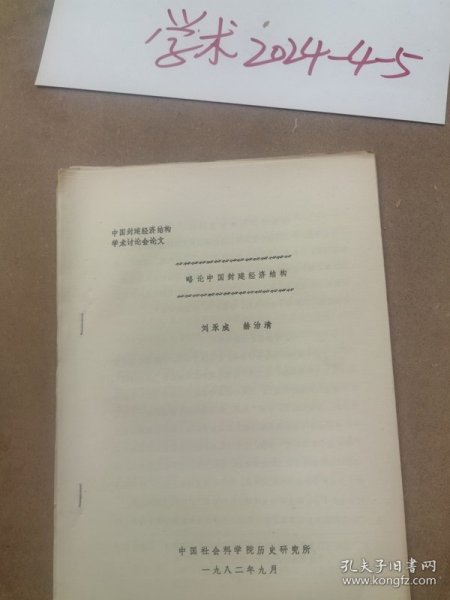 学术2024-4-5
中国封建经济结构
学术讨论会论文
略论中国封建经济结构
刘永成 赫治清
中国社会科学院历史研究所
一九八二年九月
孔夫子旧书网
www.kongfz.com